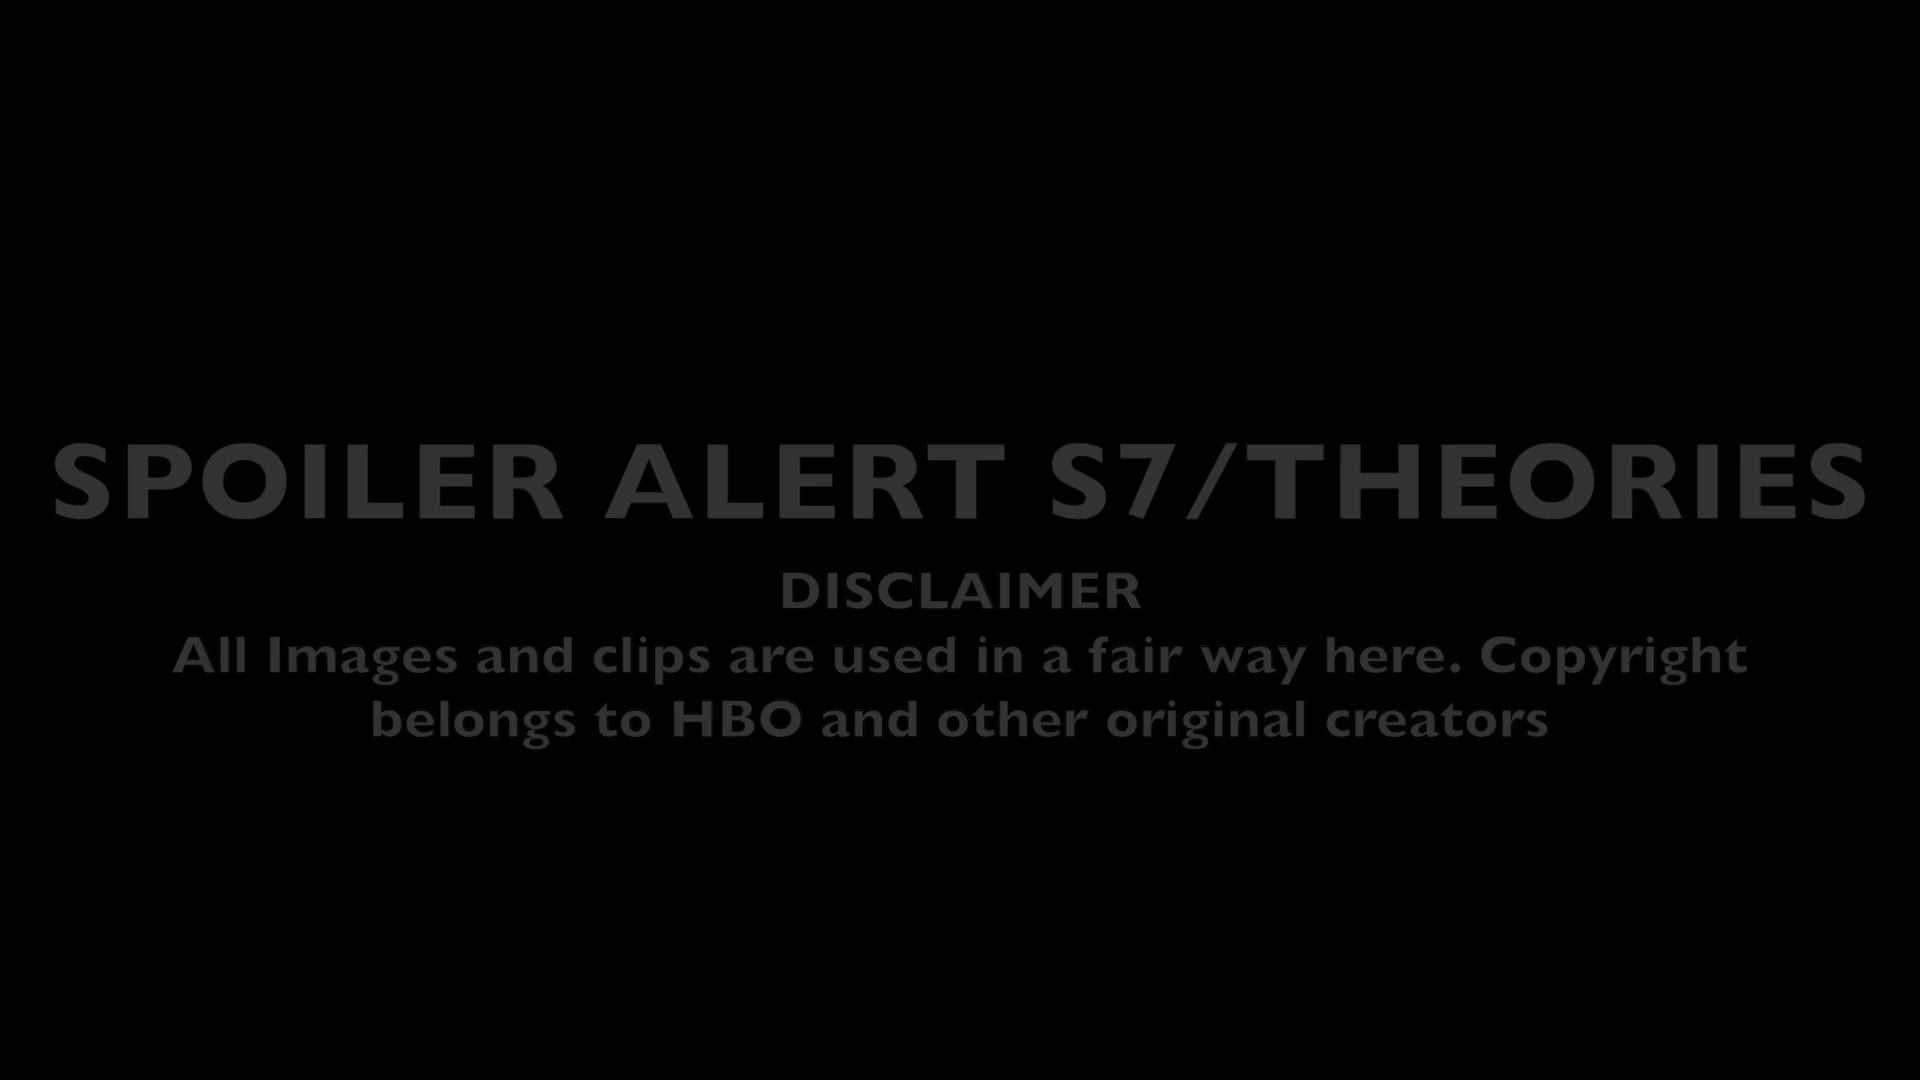 SPOILER ALERT S7/THEORIES
DISCLAIMER
All Images and clips are used in a fair way here. Copyright
belongs to HBO and other original creators